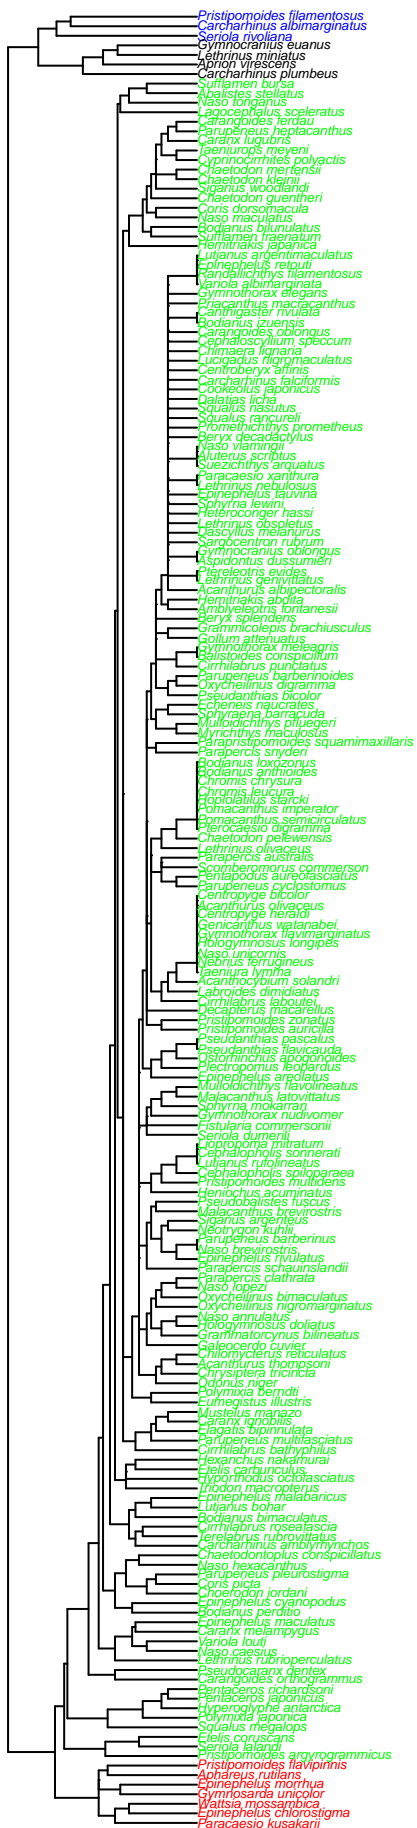 Pristipomoides filamentosus
Carcharhinus albimarginatus
Seriola rivoliana
Gymnocranius euanus
Lethrinus miniatus
Aprion virescens
Carcharhinus plumbeus
Sufflamen bursa
Abalistes stellatus
Naso tonganus
Lagocephalus sceleratus
Carangoides ferdau
Parupeneus heptacanthus
Caranx lugubris
Taeniurops meyeni
Cyprinocirrhites polyactis
Chaetodon mertensii
Chaetodon kleinii
Siganus woodlandi
Chaetodon guentheri
Coris dorsomacula
Naso maculatus
Bodianus bilunulatus
Sufflamen fraenatum
Hemitriakis japanica
Lutjanus argentimaculatus
Epinephelus retouti
Randallichthys filamentosus
Variola albimarginata
Gymnothorax elegans
Priacanthus macracanthus
Canthigaster rivulata
Bodianus izuensis
Carangoides oblongus
Cephaloscyllium speccum
Chimaera lignaria
Lucigadus nigromaculatus
Centroberyx affinis
Carcharhinus falciformis
Cookeolus japonicus
Dalatias licha
Squalus nasutus
Squalus rancureli
Promethichthys prometheus
Beryx decadactylus
Naso vlamingii
Aluterus scriptus
Suezichthys arquatus
Paracaesio xanthura
Lethrinus nebulosus
Epinephelus tauvina
Sphyrna lewini
Heteroconger hassi
Lethrinus obsoletus
Dascyllus melanurus
Sargocentron rubrum
Gymnocranius oblongus
Aspidontus dussumieri
Ptereleotris evides
Lethrinus genivittatus
Acanthurus albipectoralis
Hemitriakis abdita
Amblyeleotris fontanesii
Beryx splendens
Grammicolepis brachiusculus
Gollum attenuatus
Gymnothorax meleagris
Balistoides conspicillum
Cirrhilabrus punctatus
Parupeneus barberinoides
Oxycheilinus digramma
Pseudanthias bicolor
Echeneis naucrates
Sphyraena barracuda
Mulloidichthys pfluegeri
Myrichthys maculosus
Parapristipomoides squamimaxillaris
Parapercis snyderi
Bodianus loxozonus
Bodianus anthioides
Chromis chrysura
Chromis leucura
Hoplolatilus starcki
Pomacanthus imperator
Pomacanthus semicirculatus
Pterocaesio digramma
Chaetodon pelewensis
Lethrinus olivaceus
Parapercis australis
Scomberomorus commerson
Pentapodus aureofasciatus
Parupeneus cyclostomus
Centropyge bicolor
Acanthurus olivaceus
Centropyge heraldi
Genicanthus watanabei
Gymnothorax flavimarginatus
Hologymnosus longipes
Naso unicornis
Nebrius ferrugineus
Taeniura lymma
Acanthocybium solandri
Labroides dimidiatus
Cirrhilabrus laboutei
Decapterus macarellus
Pristipomoides zonatus
Pristipomoides auricilla
Pseudanthias pascalus
Pseudanthias flavicauda
Ostorhinchus apogonoides
Plectropomus leopardus
Epinephelus areolatus
Mulloidichthys flavolineatus
Malacanthus latovittatus
Sphyrna mokarran
Gymnothorax nudivomer
Fistularia commersonii
Seriola dumerili
Liopropoma mitratum
Cephalopholis sonnerati
Lutjanus rufolineatus
Cephalopholis spiloparaea
Pristipomoides multidens
Heniochus acuminatus
Pseudobalistes fuscus
Malacanthus brevirostris
Siganus argenteus
Neotrygon kuhlii
Parupeneus barberinus
Naso brevirostris
Epinephelus rivulatus
Parapercis schauinslandii
Parapercis clathrata
Naso lopezi
Oxycheilinus bimaculatus
Oxycheilinus nigromarginatus
Naso annulatus
Hologymnosus doliatus
Grammatorcynus bilineatus
Galeocerdo cuvier
Chilomycterus reticulatus
Acanthurus thompsoni
Chrysiptera tricincta
Odonus niger
Polymixia berndti
Eumegistus illustris
Mustelus manazo
Caranx ignobilis
Elagatis bipinnulata
Parupeneus multifasciatus
Cirrhilabrus bathyphilus
Hexanchus nakamurai
Etelis carbunculus
Hyporthodus octofasciatus
Triodon macropterus
Epinephelus malabaricus
Lutjanus bohar
Bodianus bimaculatus
Cirrhilabrus roseafascia
Terelabrus rubrovittatus
Carcharhinus amblyrhynchos
Chaetodontoplus conspicillatus
Naso hexacanthus
Parupeneus pleurostigma
Coris picta
Choerodon jordani
Epinephelus cyanopodus
Bodianus perditio
Epinephelus maculatus
Caranx melampygus
Variola louti
Naso caesius
Lethrinus rubrioperculatus
Pseudocaranx dentex
Carangoides orthogrammus
Pentaceros richardsoni
Pentaceros japonicus
Hyperoglyphe antarctica
Polymixia japonica
Squalus megalops
Etelis coruscans
Seriola lalandi
Pristipomoides argyrogrammicus
Pristipomoides flavipinnis
Aphareus rutilans
Epinephelus morrhua
Gymnosarda unicolor
Wattsia mossambica
Epinephelus chlorostigma
Paracaesio kusakarii